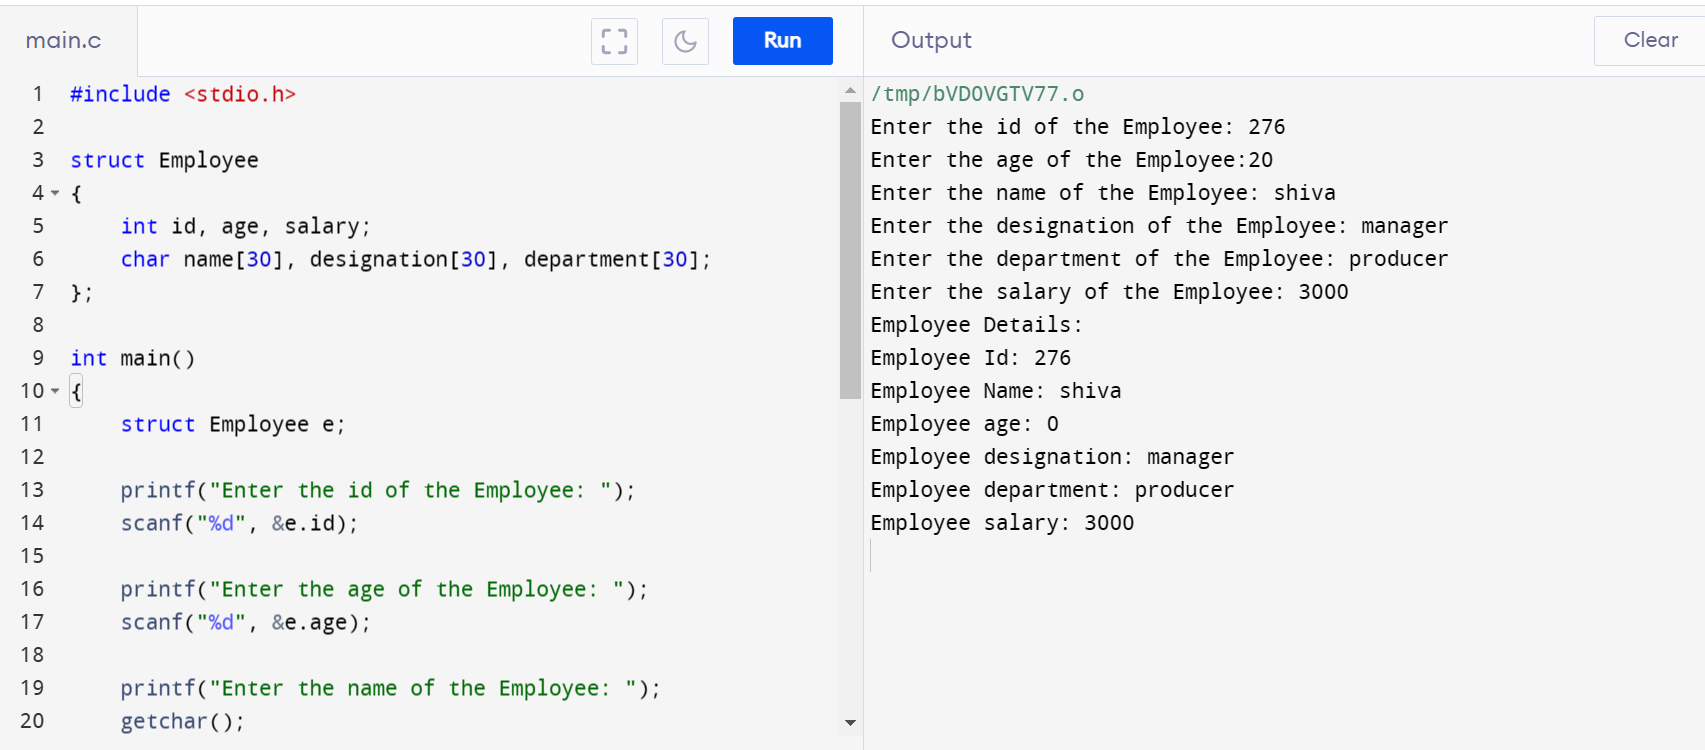 main.c
Run
1 #include <stdio.h>
2
3 struct Employee
4 {
5 int id, age, salary;
6 char name[30], designation[30], department[30];
7 };
8
9 int main()
10 {
11 struct Employee e;
12
13 printf("Enter the id of the Employee: ");
14 scanf("%d", &e.id);
15
16 printf("Enter the age of the Employee: ");
17 scanf("%d", &e.age);
18
19 printf("Enter the name of the Employee: ");
20 getchar();
Output
Clear
/tmp/bVDOVGTV77.o
Enter the id of the Employee: 276
Enter the age of the Employee:20
Enter the name of the Employee: shiva
Enter the designation of the Employee: manager
Enter the department of the Employee: producer
Enter the salary of the Employee: 3000
Employee Details:
Employee Id: 276
Employee Name: shiva
Employee age: 0
Employee designation: manager
Employee department: producer
Employee salary: 3000